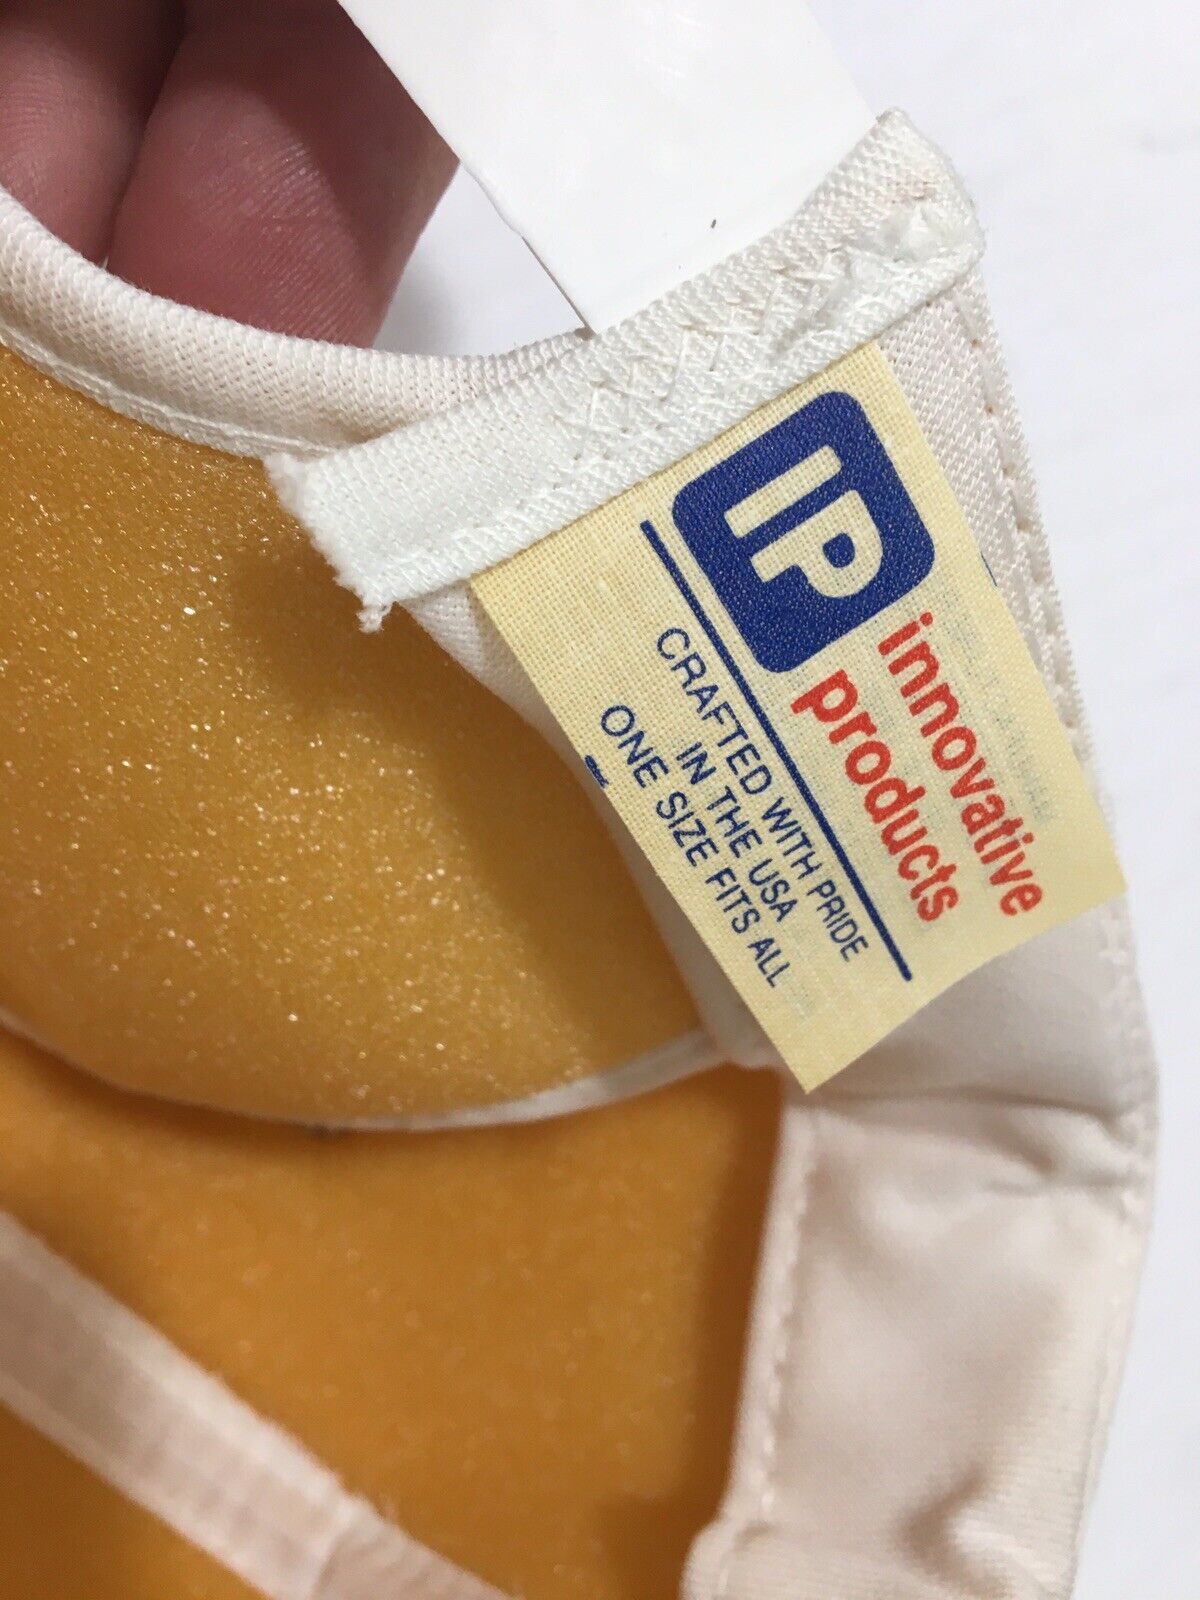 IP
innovative
products
CRAFTED WITH PRIDE
IN THE USA
ONE SIZE FITS ALL